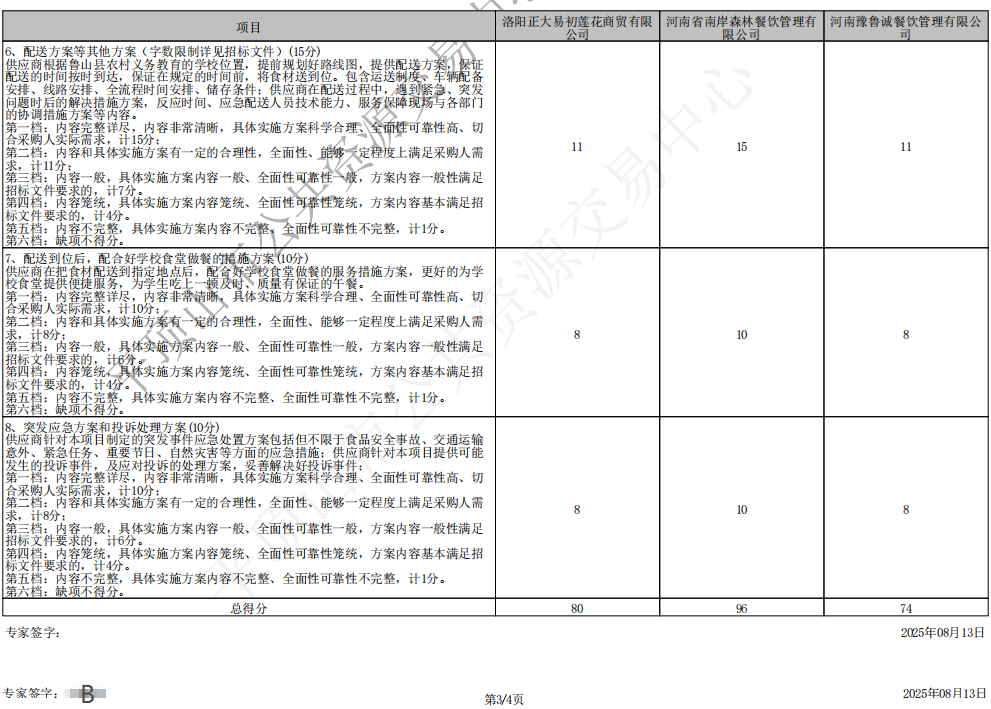 项目 洛阳正大易初莲花商贸有限公司 河南省南岸森林餐饮管理有限公司 河南豫鲁诚餐饮管理有限公司
6、配送方案等其他方案（字数限制详见招标文件）(15分)
供应商根据鲁山县农村义务教育的学校位置，提前规划好路线图，提供配送方案，保证
配送的时间按时到达，保证在规定的时间前，将食材送到位。包含运送制度、车辆配备
安排、线路安排、全流程时间安排、储存条件；供应商在配送过程中，遇到紧急、突发
问题时后的解决措施方案，反应时间、应急配送人员技术能力、服务保障现场与各部门
的协调措施方案等内容。
第一档：内容完整详尽，内容非常清晰，具体实施方案科学合理、全面性可靠性高、切
合采购人实际需求，计15分；
第二档：内容和具体实施方案有一定的合理性，全面性、能够一定程度上满足采购人需
求，计11分；
第三档：内容一般，具体实施方案内容一般、全面性可靠性一般，方案内容一般性满足
招标文件要求的，计7分。
第四档：内容笼统，具体实施方案内容笼统、全面性可靠性笼统，方案内容基本满足招
标文件要求的，计4分。
第五档：内容不完整，具体实施方案内容不完整、全面性可靠性不完整，计1分。
第六档：缺项不得分。
11 15 11
7、配送到位后，配合好学校食堂做餐的措施方案(10分)
供应商在把食材配送到指定地点后，配合好学校食堂做餐的服务措施方案，更好的为学
校食堂提供便捷服务，为学生吃上一顿及时、质量有保证的午餐。
第一档：内容完整详尽，内容非常清晰，具体实施方案科学合理、全面性可靠性高、切
合采购人实际需求，计10分；
第二档：内容和具体实施方案有一定的合理性，全面性、能够一定程度上满足采购人需
求，计8分；
第三档：内容一般，具体实施方案内容一般、全面性可靠性一般，方案内容一般性满足
招标文件要求的，计6分。
第四档：内容笼统，具体实施方案内容笼统、全面性可靠性笼统，方案内容基本满足招
标文件要求的，计4分。
第五档：内容不完整，具体实施方案内容不完整、全面性可靠性不完整，计1分。
第六档：缺项不得分。
8 10 8
8、突发应急方案和投诉处理方案(10分)
供应商针对本项目制定的突发事件应急处置方案包括但不限于食品安全事故、交通运输
意外、紧急任务、重要节日、自然灾害等方面的应急措施；供应商针对本项目提供可能
发生的投诉事件，及应对投诉的处理方案，妥善解决好投诉事件；
第一档：内容完整详尽，内容非常清晰，具体实施方案科学合理、全面性可靠性高、切
合采购人实际需求，计10分；
第二档：内容和具体实施方案有一定的合理性，全面性、能够一定程度上满足采购人需
求，计8分；
第三档：内容一般，具体实施方案内容一般、全面性可靠性一般，方案内容一般性满足
招标文件要求的，计6分。
第四档：内容笼统，具体实施方案内容笼统、全面性可靠性笼统，方案内容基本满足招
标文件要求的，计4分。
第五档：内容不完整，具体实施方案内容不完整、全面性可靠性不完整，计1分。
第六档：缺项不得分。
8 10 8
总得分 80 96 74
专家签字： 2025年08月13日
专家签字： B 第3/4页 2025年08月13日
平顶山市公共资源交易
平顶山市公共资源交易中心